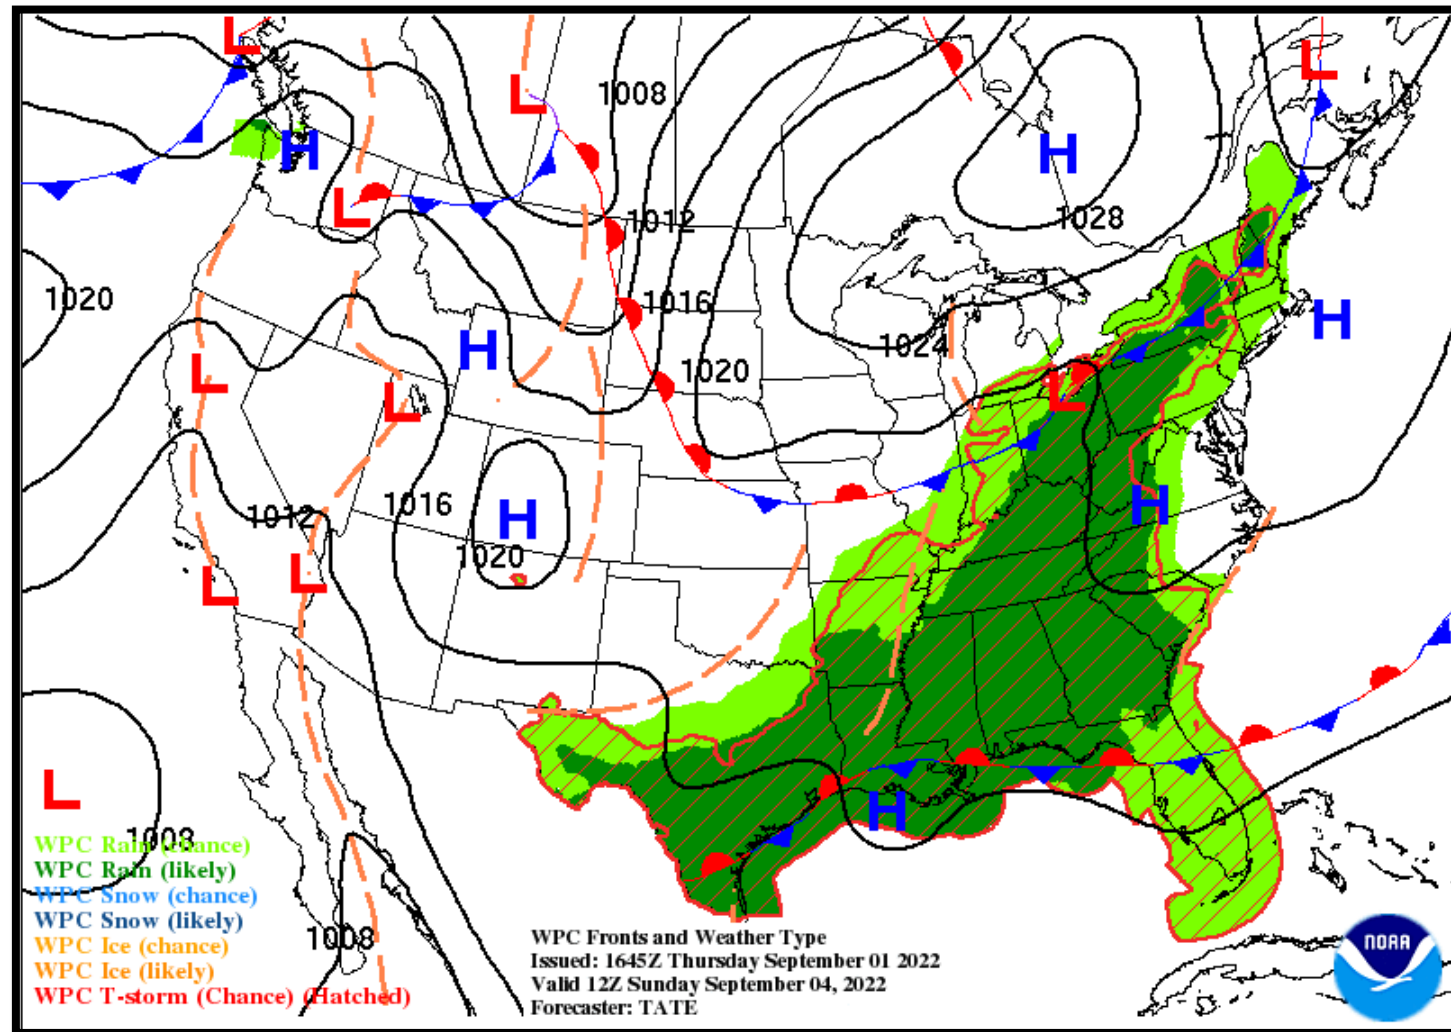 L
L
1008
L
H
H
1028
L
1012
1020
1016
H
H
1024
1020
L
L
L
1016
H
H
1012
1020
L
L
L
H
1008
WPC Rain (chance)
WPC Rain (likely)
WPC Snow (chance)
WPC Snow (likely)
WPC Ice (chance)
WPC Ice (likely)
WPC T-storm (Chance) (Hatched)
1008
WPC Fronts and Weather Type
Issued: 1645Z Thursday September 01 2022
Valid 12Z Sunday September 04, 2022
Forecaster: TATE
NOAA